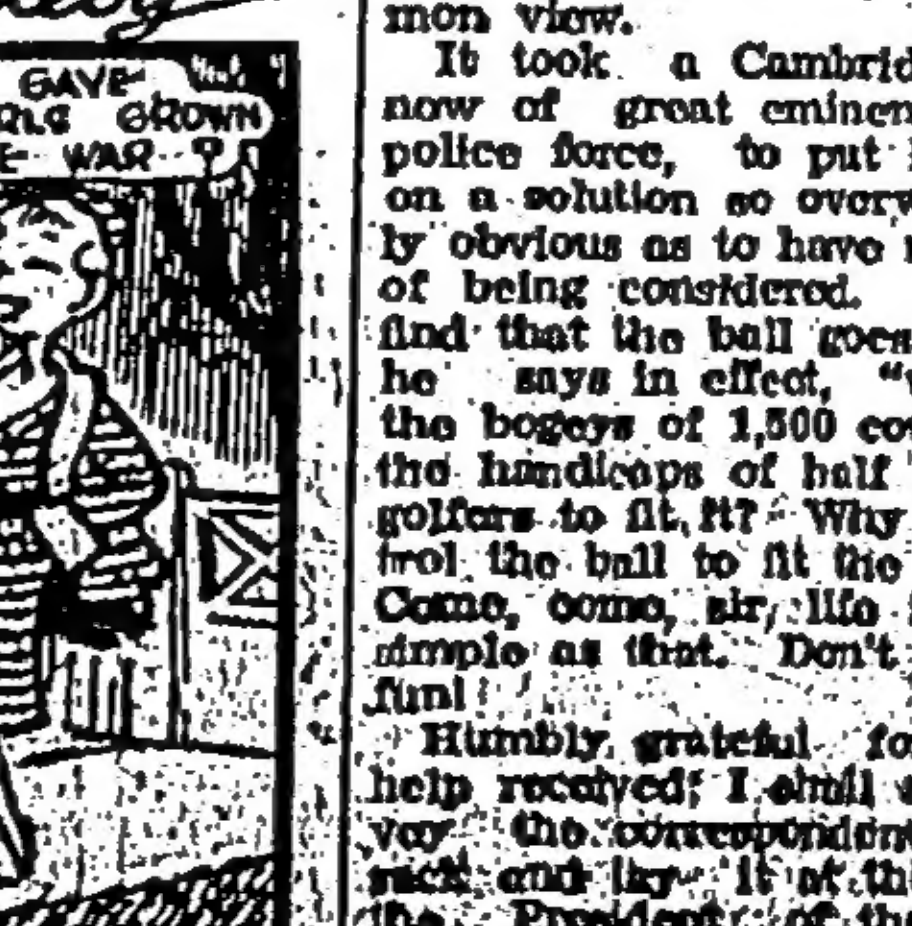 GAVE
GROWN
WAR ?
mon view.
It took a Cambrid
now of great eminen
police force, to put
on a solution so overw
ly obvious as to have
of being considered.
find that the ball goes
he says in effect, "
the bogeys of 1,500 co
the handicaps of half
golfers to fit it? Why
trol the ball to fit the
Come, come, sir, life
simple as that. Don't
fun!
Humbly grateful fo
help received, I shall
vey the correspondent
sack and lay it at th
the President of the